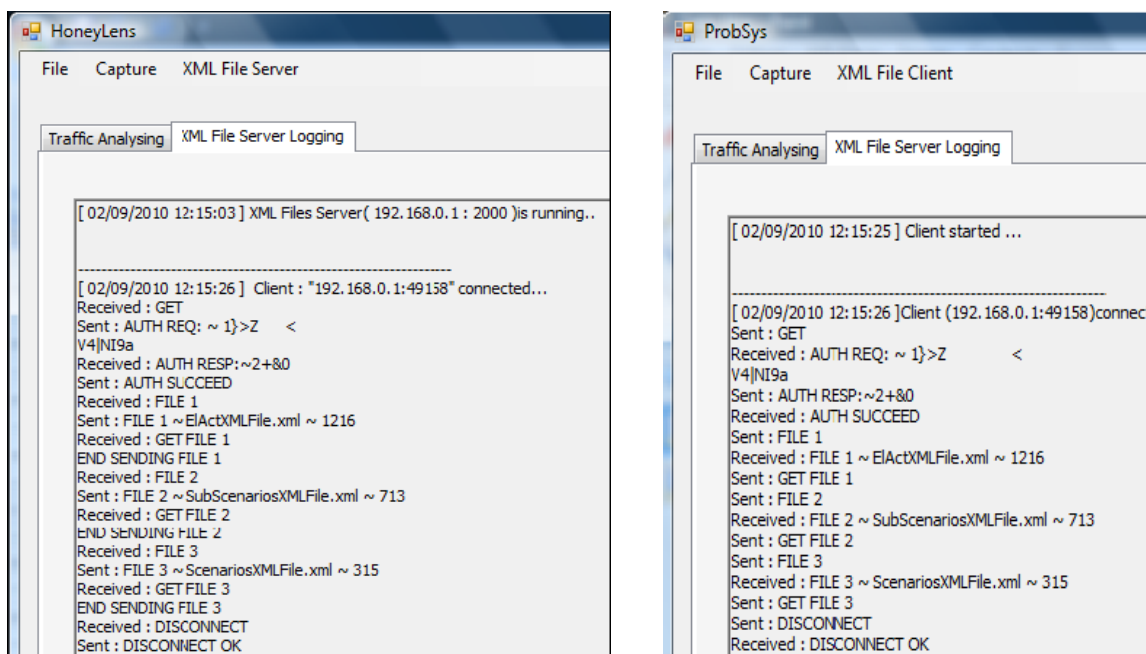 HoneyLens
File Capture XML File Server
Traffic Analysing XML File Server Logging
[ 02/09/2010 12:15:03 ] XML Files Server( 192.168.0.1 : 2000 )is running..
--------------------------------------------------------------------------
[ 02/09/2010 12:15:26 ] Client : "192.168.0.1:49158" connected...
Received : GET
Sent : AUTH REQ: ~ 1}>Z <
V4|NI9a
Received : AUTH RESP:~2+&0
Sent : AUTH SUCCEED
Received : FILE 1
Sent : FILE 1 ~ElActXMLFile.xml ~ 1216
Received : GET FILE 1
END SENDING FILE 1
Received : FILE 2
Sent : FILE 2 ~SubScenariosXMLFile.xml ~ 713
Received : GET FILE 2
END SENDING FILE 2
Received : FILE 3
Sent : FILE 3 ~ScenariosXMLFile.xml ~ 315
Received : GET FILE 3
END SENDING FILE 3
Received : DISCONNECT
Sent : DISCONNECT OK
ProbSys
File Capture XML File Client
Traffic Analysing XML File Server Logging
[ 02/09/2010 12:15:25 ] Client started ...
--------------------------------------------------------------------------
[ 02/09/2010 12:15:26 ]Client (192.168.0.1:49158)connec
Sent : GET
Received : AUTH REQ: ~ 1}>Z <
V4|NI9a
Sent : AUTH RESP:~2+&0
Received : AUTH SUCCEED
Sent : FILE 1
Received : FILE 1 ~ ElActXMLFile.xml ~ 1216
Sent : GET FILE 1
Sent : FILE 2
Received : FILE 2 ~ SubScenariosXMLFile.xml ~ 713
Sent : GET FILE 2
Sent : FILE 3
Received : FILE 3 ~ ScenariosXMLFile.xml ~ 315
Sent : GET FILE 3
Sent : DISCONNECT
Received : DISCONNECT OK